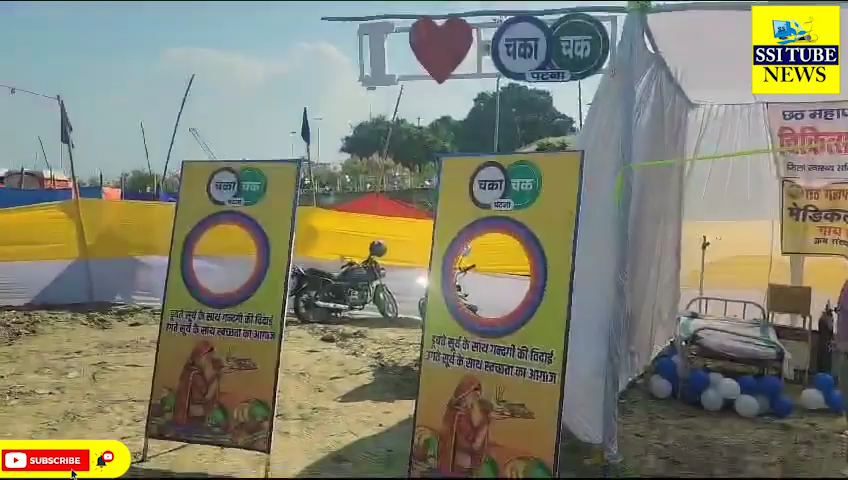 SSI TUBE
NEWS
I
चका चक
पटना
छठ महाप
चिकित्स
जिला स्वास्थ्य
मेडिकल
चका चक
पटना
डूबते सूर्य के साथ गन्दगी की विदाई
उगते सूर्य के साथ स्वच्छता का आगाज
चका चक
पटना
डूबते सूर्य के साथ गन्दगी की विदाई
उगते सूर्य के साथ स्वच्छता का आगाज
SUBSCRIBE